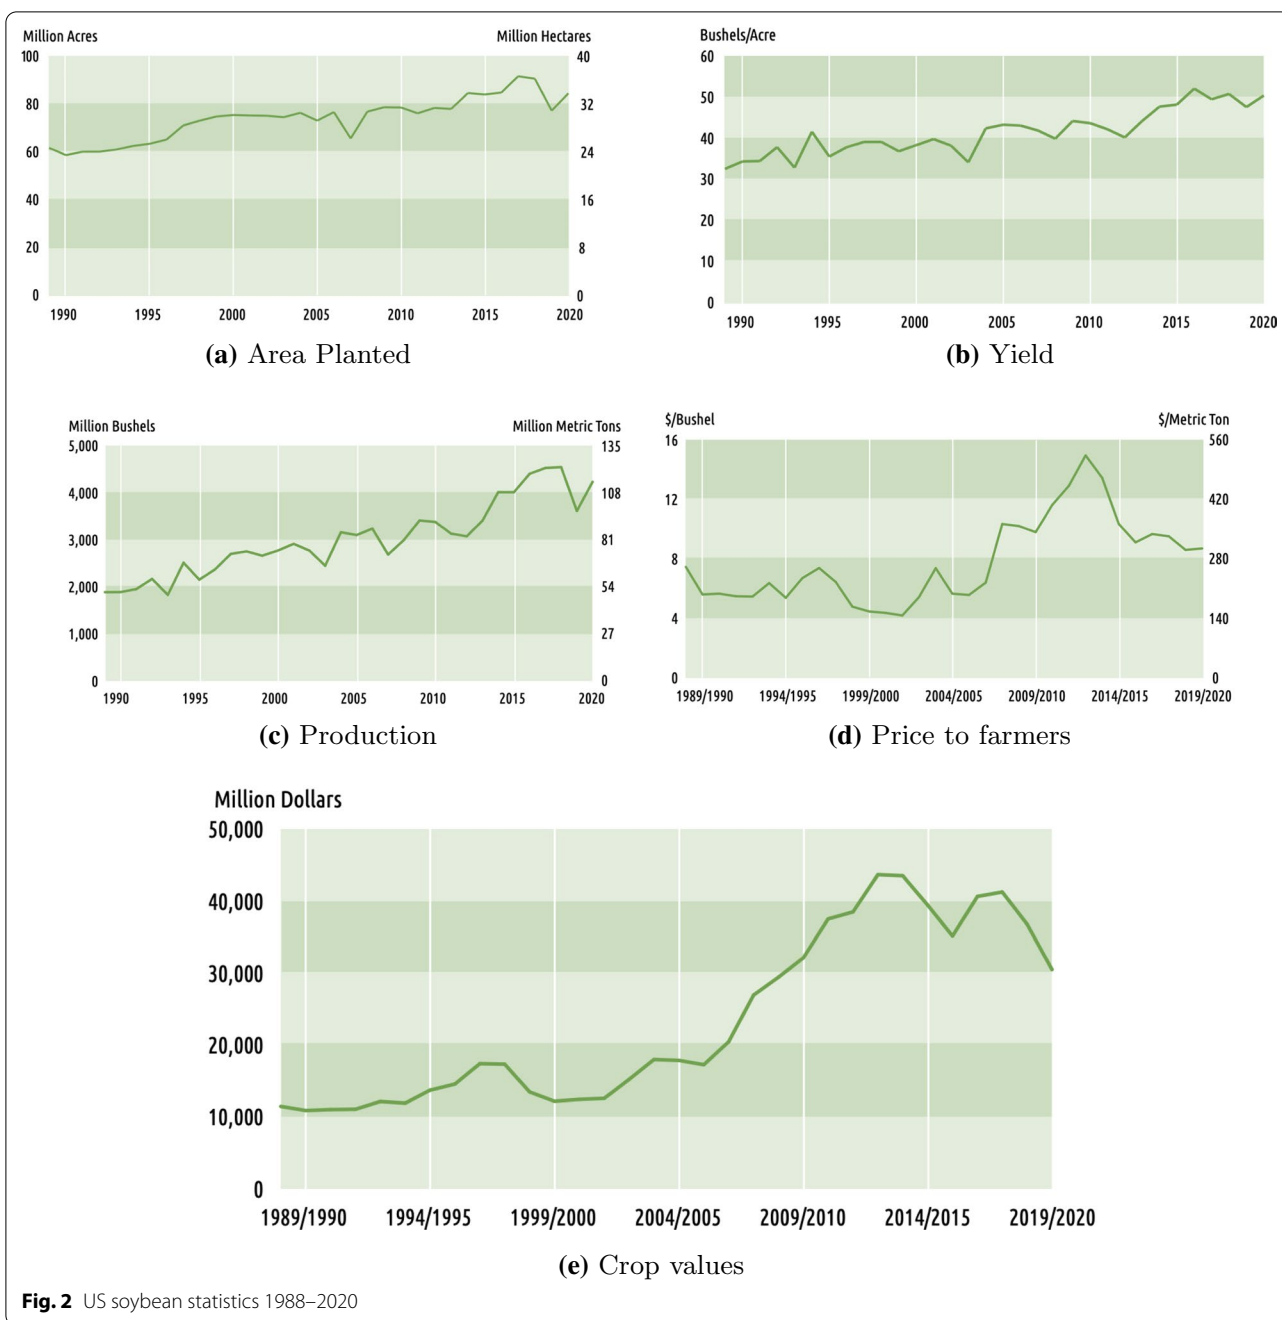 Million Acres Million Hectares
100 40
80 32
60 24
40 16
20 8
0 0
1990 1995 2000 2005 2010 2015 2020
(a) Area Planted
Bushels/Acre
60
50
40
30
20
10
0
1990 1995 2000 2005 2010 2015 2020
(b) Yield
Million Bushels Million Metric Tons
5,000 135
4,000 108
3,000 81
2,000 54
1,000 27
0 0
1990 1995 2000 2005 2010 2015 2020
(c) Production
$/Bushel $/Metric Ton
16 560
12 420
8 280
4 140
0 0
1989/1990 1994/1995 1999/2000 2004/2005 2009/2010 2014/2015 2019/2020
(d) Price to farmers
Million Dollars
50,000
40,000
30,000
20,000
10,000
0
1989/1990 1994/1995 1999/2000 2004/2005 2009/2010 2014/2015 2019/2020
(e) Crop values
Fig. 2 US soybean statistics 1988–2020